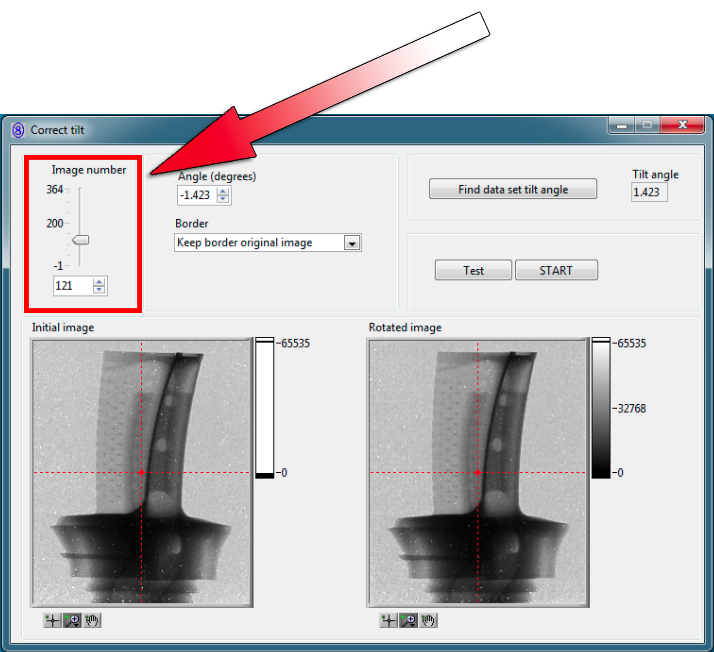 Correct tilt
Image number
364
200
-1
121
Angle (degrees)
-1.423
Border
Keep border original image
Find data set tilt angle
Tilt angle
1.423
Test
START
Initial image
65535
0
Rotated image
65535
32768
0